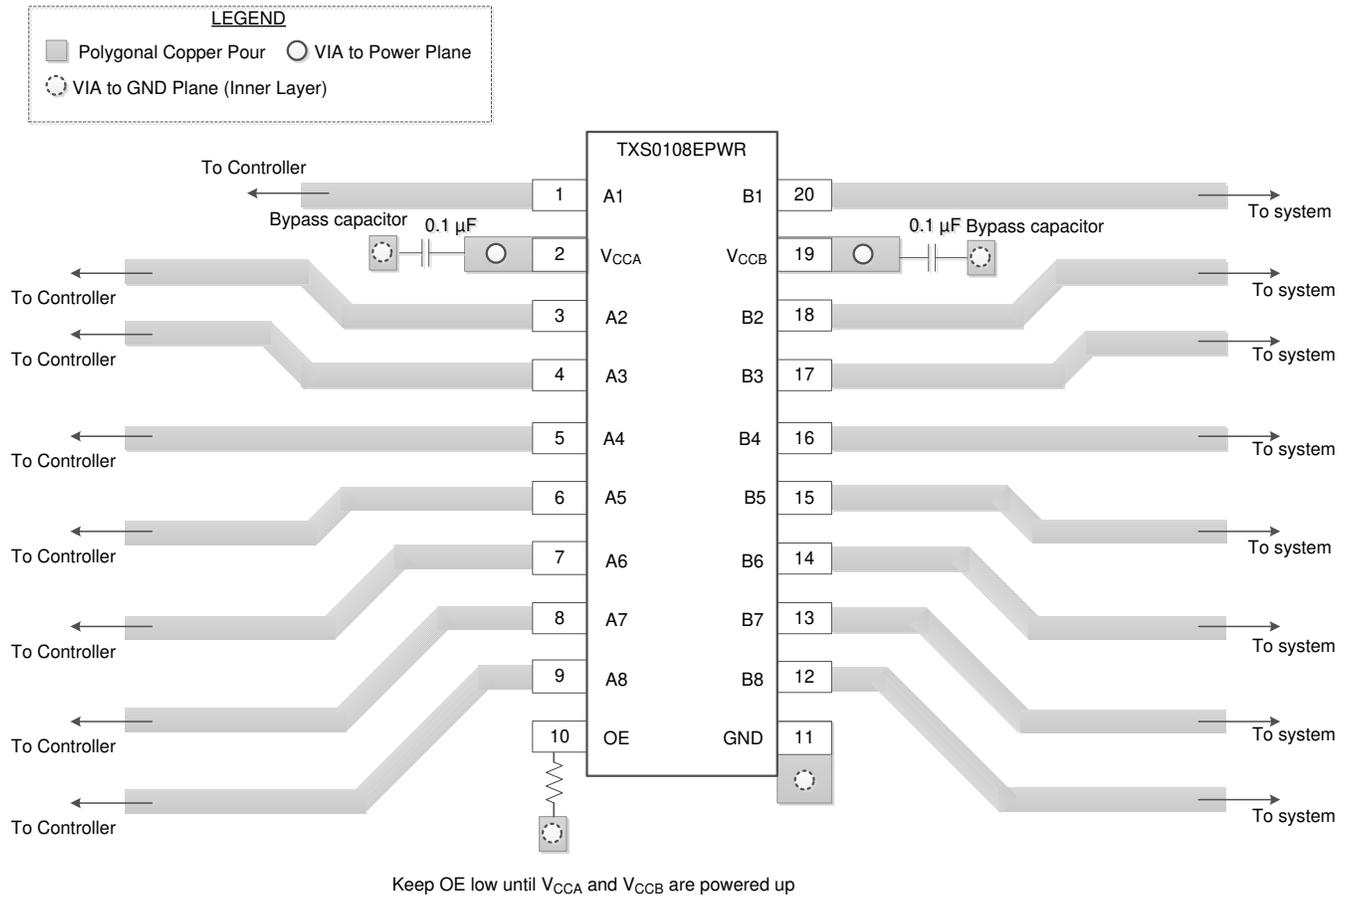 LEGEND
Polygonal Copper Pour
VIA to Power Plane
VIA to GND Plane (Inner Layer)
TXS0108EPWR
To Controller
1 A1
B1 20
To system
Bypass capacitor
0.1 µF
2 VCCA
VCCB 19
0.1 µF
Bypass capacitor
To Controller
3 A2
B2 18
To system
To Controller
4 A3
B3 17
To system
To Controller
5 A4
B4 16
To system
To Controller
6 A5
B5 15
To system
To Controller
7 A6
B6 14
To system
To Controller
8 A7
B7 13
To system
To Controller
9 A8
B8 12
To system
10 OE
GND 11
Keep OE low until VCCA and VCCB are powered up